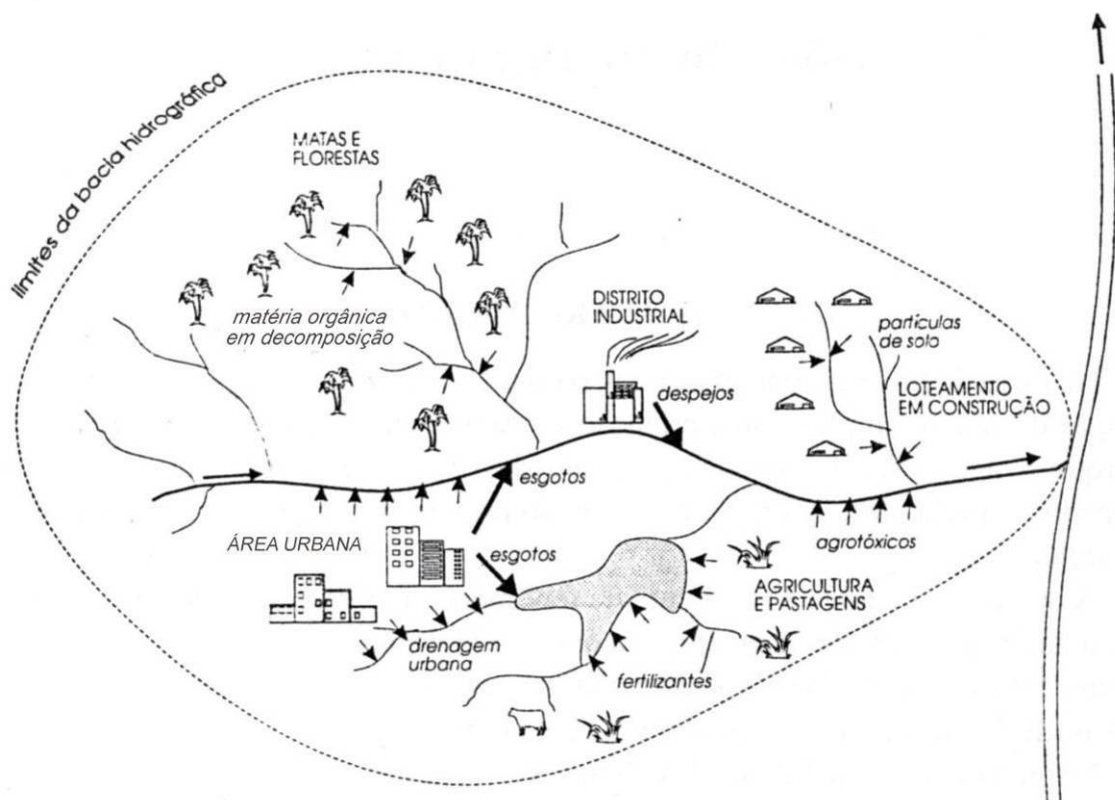 limites da bacia hidrográfica
MATAS E
FLORESTAS
matéria orgânica
em decomposição
DISTRITO
INDUSTRIAL
despejos
partículas
de solo
LOTEAMENTO
EM CONSTRUÇÃO
esgotos
ÁREA URBANA
esgotos
agrotóxicos
AGRICULTURA
E PASTAGENS
drenagem
urbana
fertilizantes